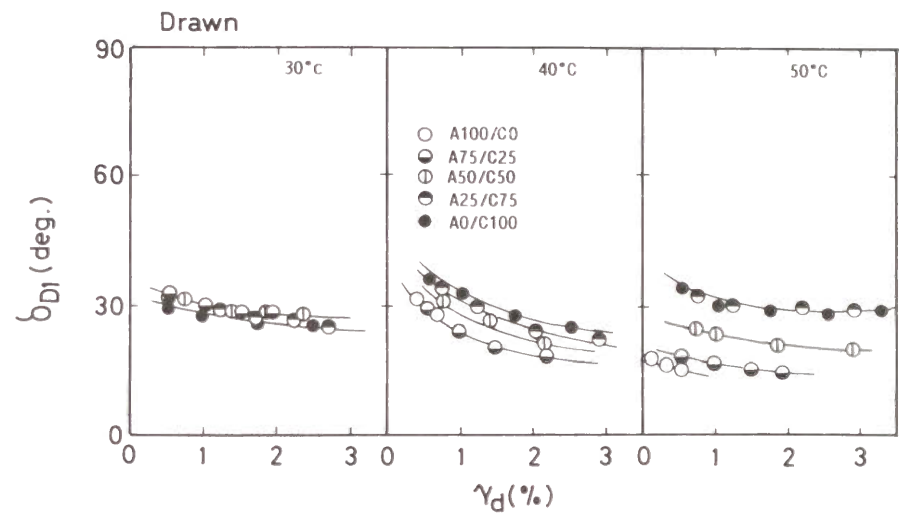 Drawn
90 30°c 40°C 50°C
A100/C0
A75/C25
60 A50/C50
A25/C75
A0/C100
δD1 (deg.)
30
0
0 1 2 3 0 1 2 3 0 1 2 3
γd(%)